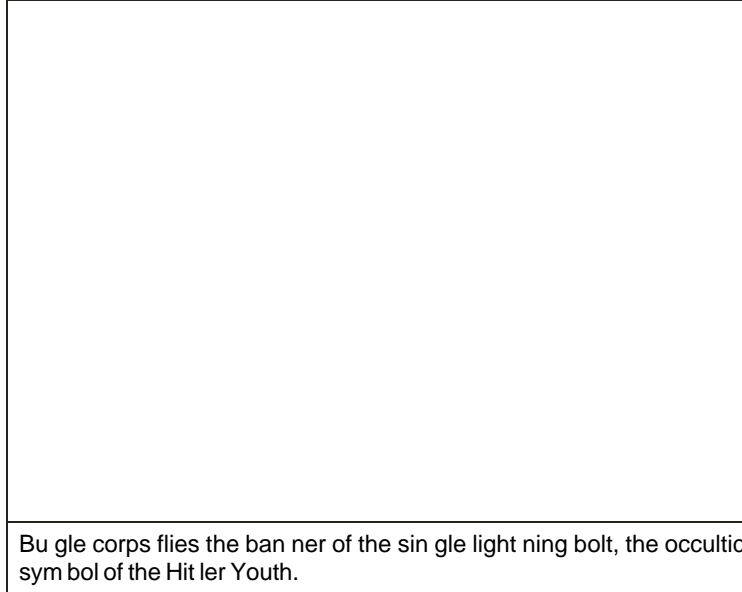 Bu gle corps flies the ban ner of the sin gle light ning bolt, the occultic
sym bol of the Hit ler Youth.